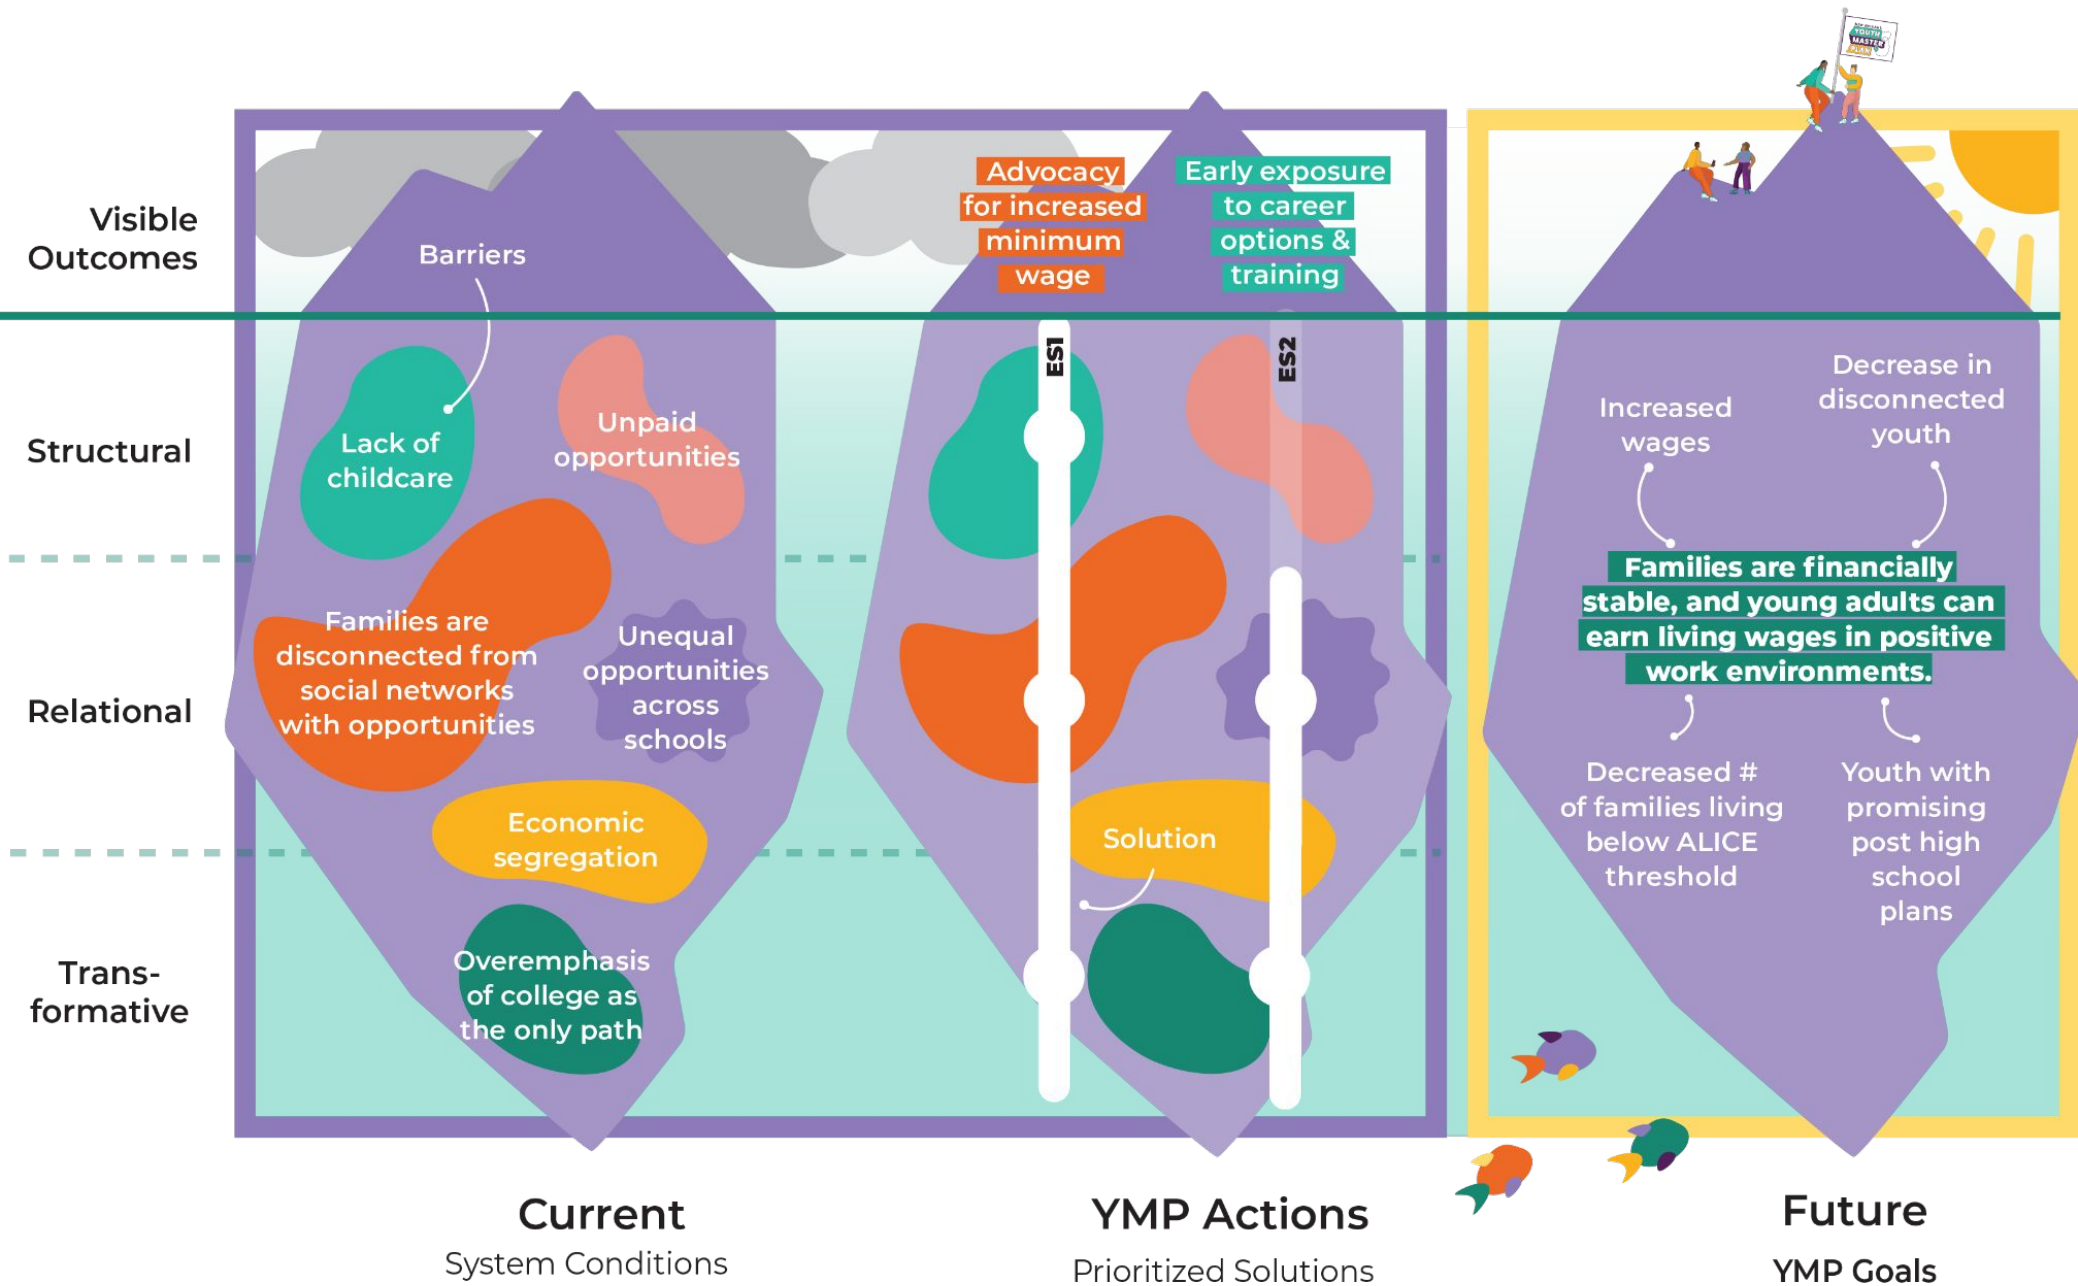 YOUTH
MASTER
PLAN
Visible
Outcomes
Structural
Relational
Trans-
formative
Barriers
Lack of
childcare
Unpaid
opportunities
Families are
disconnected from
social networks
with opportunities
Unequal
opportunities
across
schools
Economic
segregation
Overemphasis
of college as
the only path
Current
System Conditions
Advocacy
for increased
minimum
wage
Early exposure
to career
options &
training
ES1
ES2
Solution
YMP Actions
Prioritized Solutions
Increased
wages
Decrease in
disconnected
youth
Families are financially
stable, and young adults can
earn living wages in positive
work environments.
Decreased #
of families living
below ALICE
threshold
Youth with
promising
post high
school
plans
Future
YMP Goals